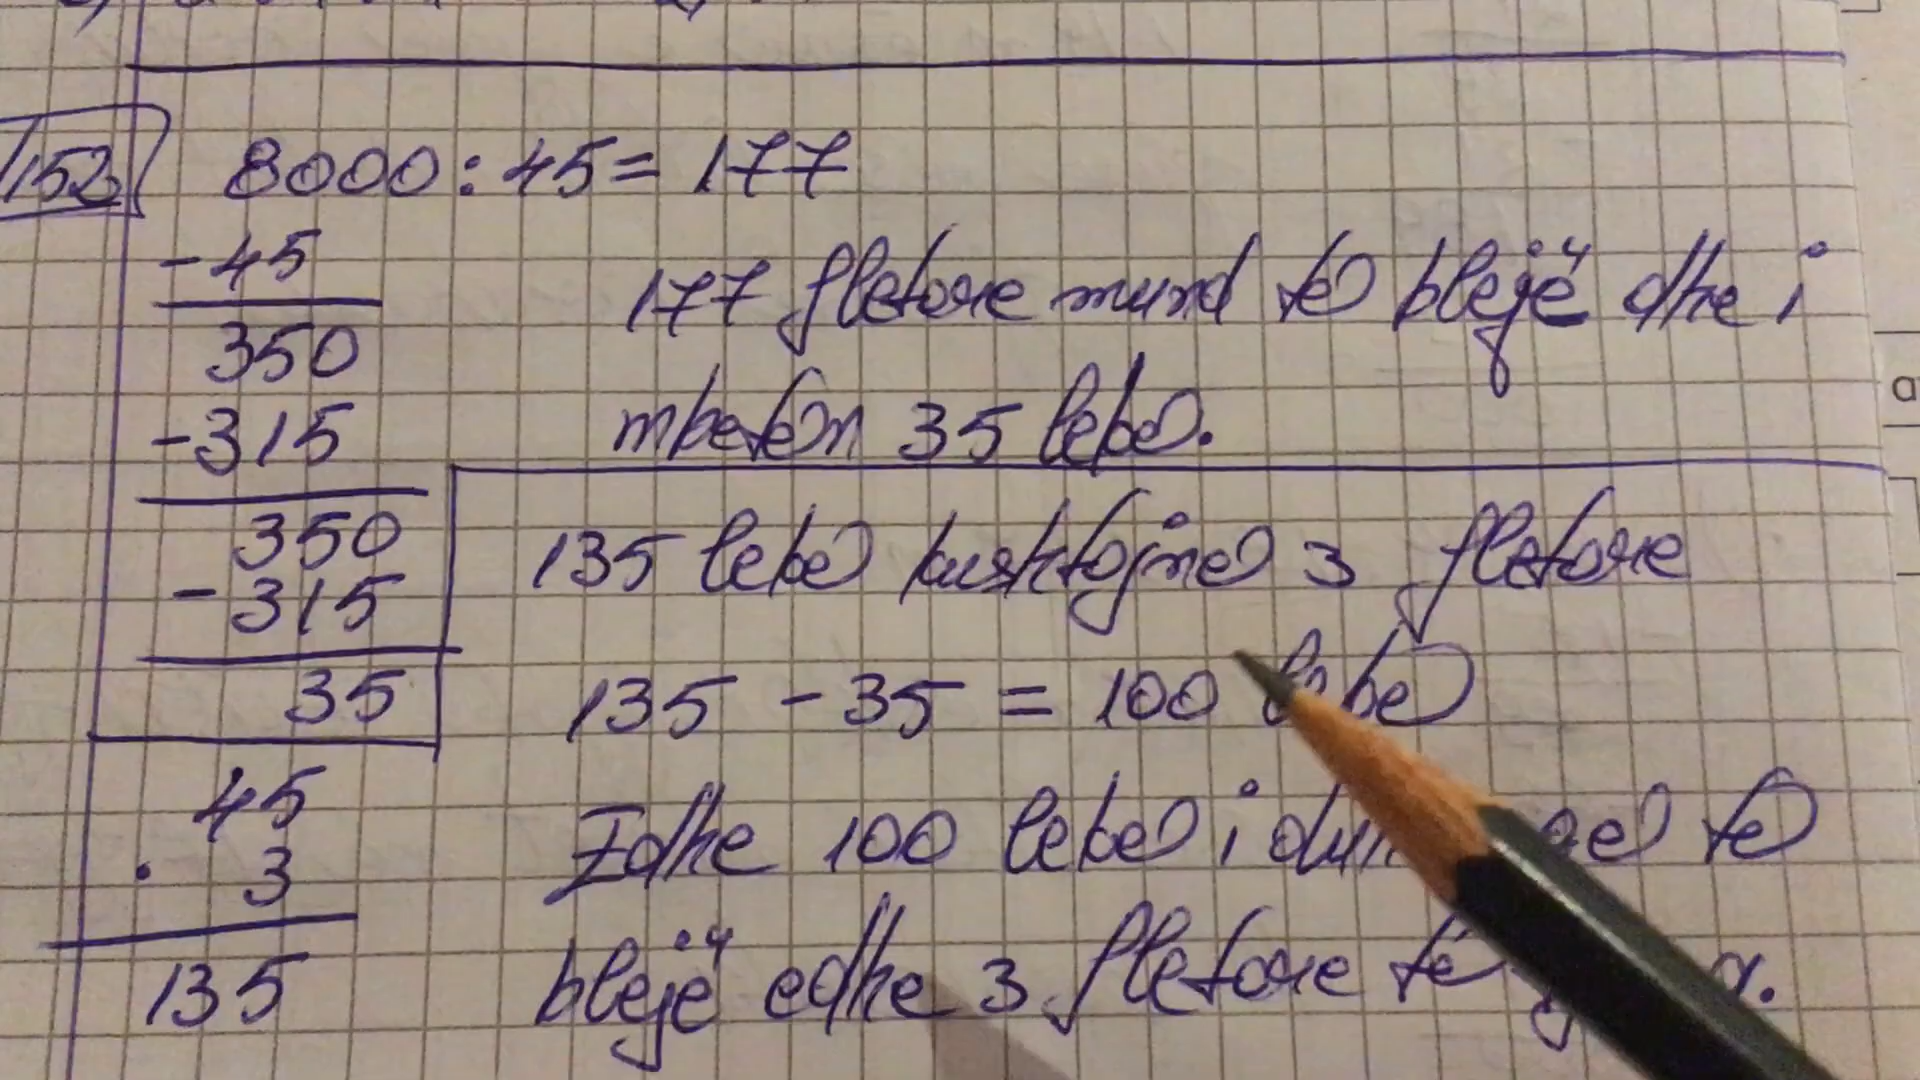 152 8000 : 45 = 177
- 45
350
- 315
350
- 315
35
177 fletore mund të blejë dhe i
mbetën 35 lekë.
135 lekë kushtojnë 3 fletore
135 - 35 = 100 lekë
45
. 3
135
Edhe 100 lekë i të
blejë edhe 3 fletore të